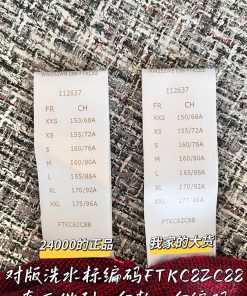 112637
FR CH
XXS 150/68A
XS 155/72A
S 160/76A
M 160/80A
L 165/88A
XL 170/92A
XXL 175/96A
FTKC82C88
24000的正品
112637
FR CH
XXS 150/68A
XS 155/72A
S 160/76A
M 160/80A
L 165/88A
XL 170/92A
XXL 175/96A
FTKC82C88
我家的大货
对版洗水标编码FTKC82C88